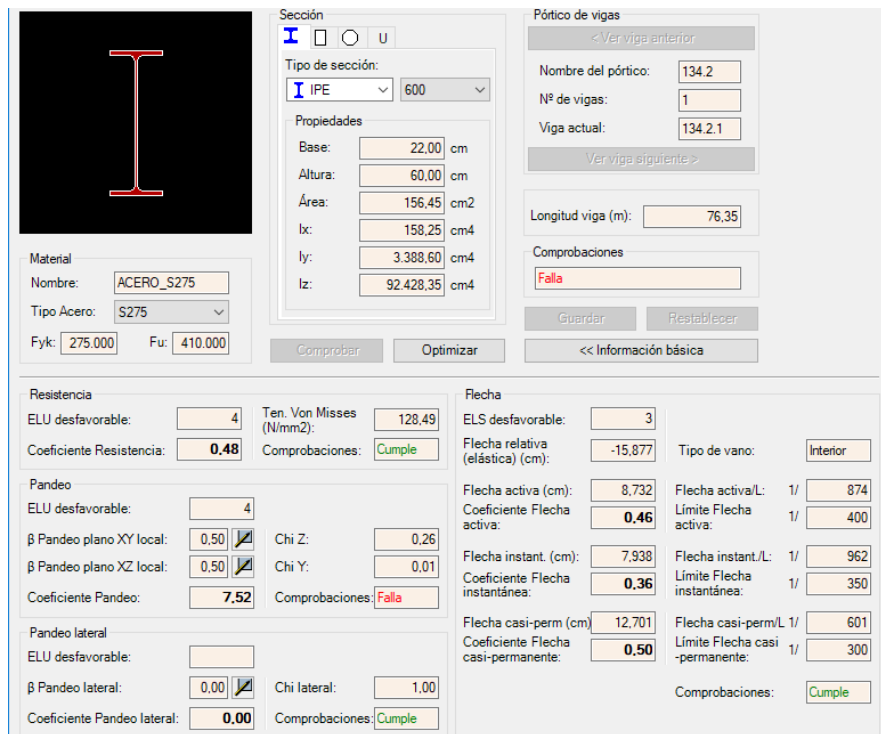 Sección
U
Tipo de sección:
IPE 600
Propiedades
Base: 22,00 cm
Altura: 60,00 cm
Área: 156,45 cm2
Ix: 158,25 cm4
Iy: 3.388,60 cm4
Iz: 92.428,35 cm4
Comprobar Optimizar
Pórtico de vigas
< Ver viga anterior
Nombre del pórtico: 134.2
Nº de vigas: 1
Viga actual: 134.2.1
Ver viga siguiente >
Longitud viga (m): 76,35
Comprobaciones
Falla
Guardar Restablecer
<< Información básica
Material
Nombre: ACERO_S275
Tipo Acero: S275
Fyk: 275.000 Fu: 410.000
Resistencia
ELU desfavorable: 4
Ten. Von Misses (N/mm2): 128,49
Coeficiente Resistencia: 0.48
Comprobaciones: Cumple
Pandeo
ELU desfavorable: 4
β Pandeo plano XY local: 0,50 Chi Z: 0,26
β Pandeo plano XZ local: 0,50 Chi Y: 0,01
Coeficiente Pandeo: 7.52 Comprobaciones: Falla
Pandeo lateral
ELU desfavorable:
β Pandeo lateral: 0,00 Chi lateral: 1,00
Coeficiente Pandeo lateral: 0.00 Comprobaciones: Cumple
Flecha
ELS desfavorable: 3
Flecha relativa (elástica) (cm): -15,877 Tipo de vano: Interior
Flecha activa (cm): 8,732 Flecha activa/L: 1/ 874
Coeficiente Flecha activa: 0.46 Límite Flecha activa: 1/ 400
Flecha instant. (cm): 7,938 Flecha instant./L: 1/ 962
Coeficiente Flecha instantánea: 0.36 Límite Flecha instantánea: 1/ 350
Flecha casi-perm (cm) 12,701 Flecha casi-perm/L 1/ 601
Coeficiente Flecha casi-permanente: 0.50 Límite Flecha casi -permanente: 1/ 300
Comprobaciones: Cumple